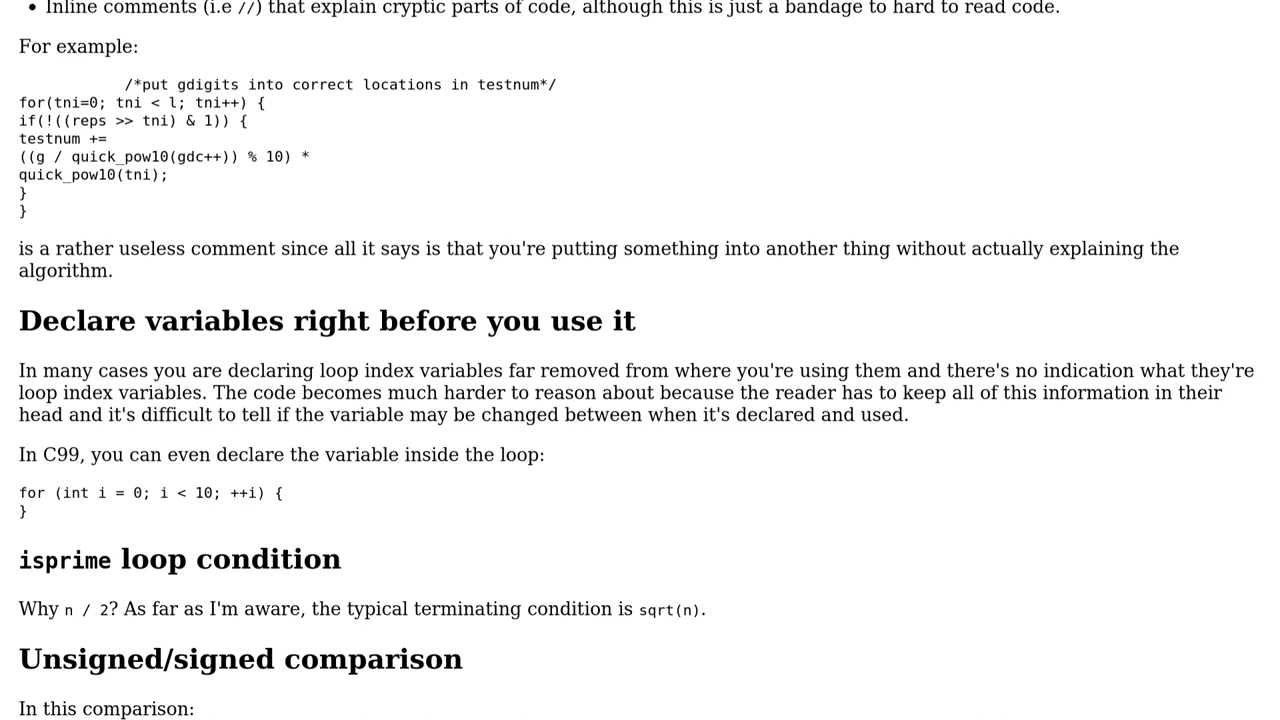 • Inline comments (i.e //) that explain cryptic parts of code, although this is just a bandage to hard to read code.
For example:
/*put gdigits into correct locations in testnum*/
for(tni=0; tni < l; tni++) {
if(!((reps >> tni) & 1)) {
testnum +=
((g / quick_pow10(gdc++)) % 10) *
quick_pow10(tni);
}
}
is a rather useless comment since all it says is that you're putting something into another thing without actually explaining the
algorithm.
Declare variables right before you use it
In many cases you are declaring loop index variables far removed from where you're using them and there's no indication what they're
loop index variables. The code becomes much harder to reason about because the reader has to keep all of this information in their
head and it's difficult to tell if the variable may be changed between when it's declared and used.
In C99, you can even declare the variable inside the loop:
for (int i = 0; i < 10; ++i) {
}
isprime loop condition
Why n / 2? As far as I'm aware, the typical terminating condition is sqrt(n).
Unsigned/signed comparison
In this comparison: